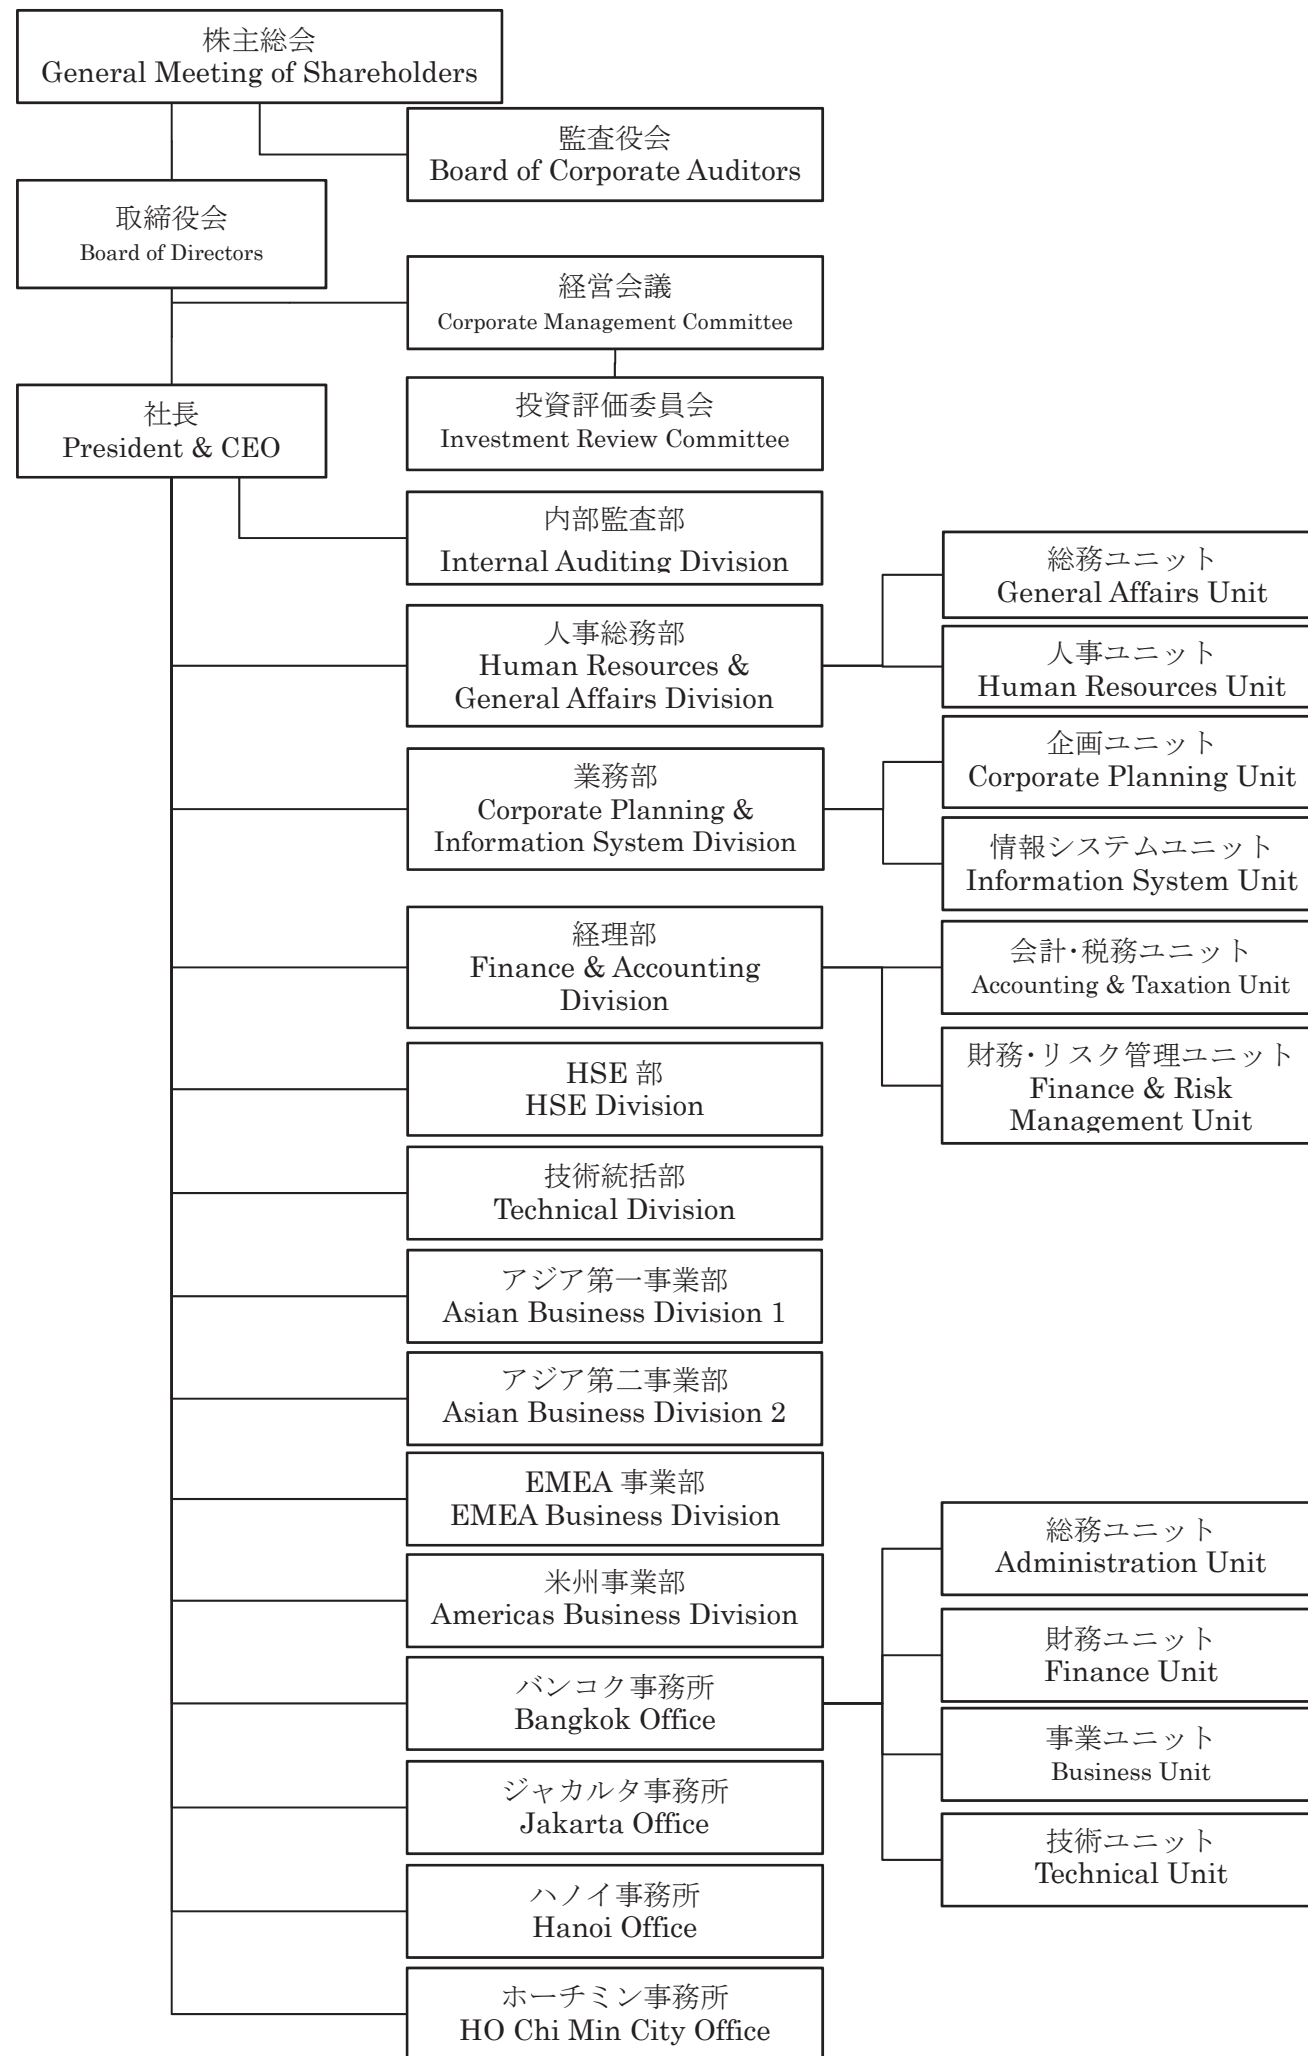 株主総会
General Meeting of Shareholders
監査役会
Board of Corporate Auditors
取締役会
Board of Directors
経営会議
Corporate Management Committee
社長
President & CEO
投資評価委員会
Investment Review Committee
内部監査部
Internal Auditing Division
総務ユニット
General Affairs Unit
人事総務部
Human Resources &
General Affairs Division
人事ユニット
Human Resources Unit
企画ユニット
Corporate Planning Unit
業務部
Corporate Planning &
Information System Division
情報システムユニット
Information System Unit
経理部
Finance & Accounting
Division
会計・税務ユニット
Accounting & Taxation Unit
財務・リスク管理ユニット
Finance & Risk
Management Unit
HSE 部
HSE Division
技術統括部
Technical Division
アジア第一事業部
Asian Business Division 1
アジア第二事業部
Asian Business Division 2
EMEA 事業部
EMEA Business Division
米州事業部
Americas Business Division
総務ユニット
Administration Unit
バンコク事務所
Bangkok Office
財務ユニット
Finance Unit
事業ユニット
Business Unit
ジャカルタ事務所
Jakarta Office
技術ユニット
Technical Unit
ハノイ事務所
Hanoi Office
ホーチミン事務所
HO Chi Min City Office